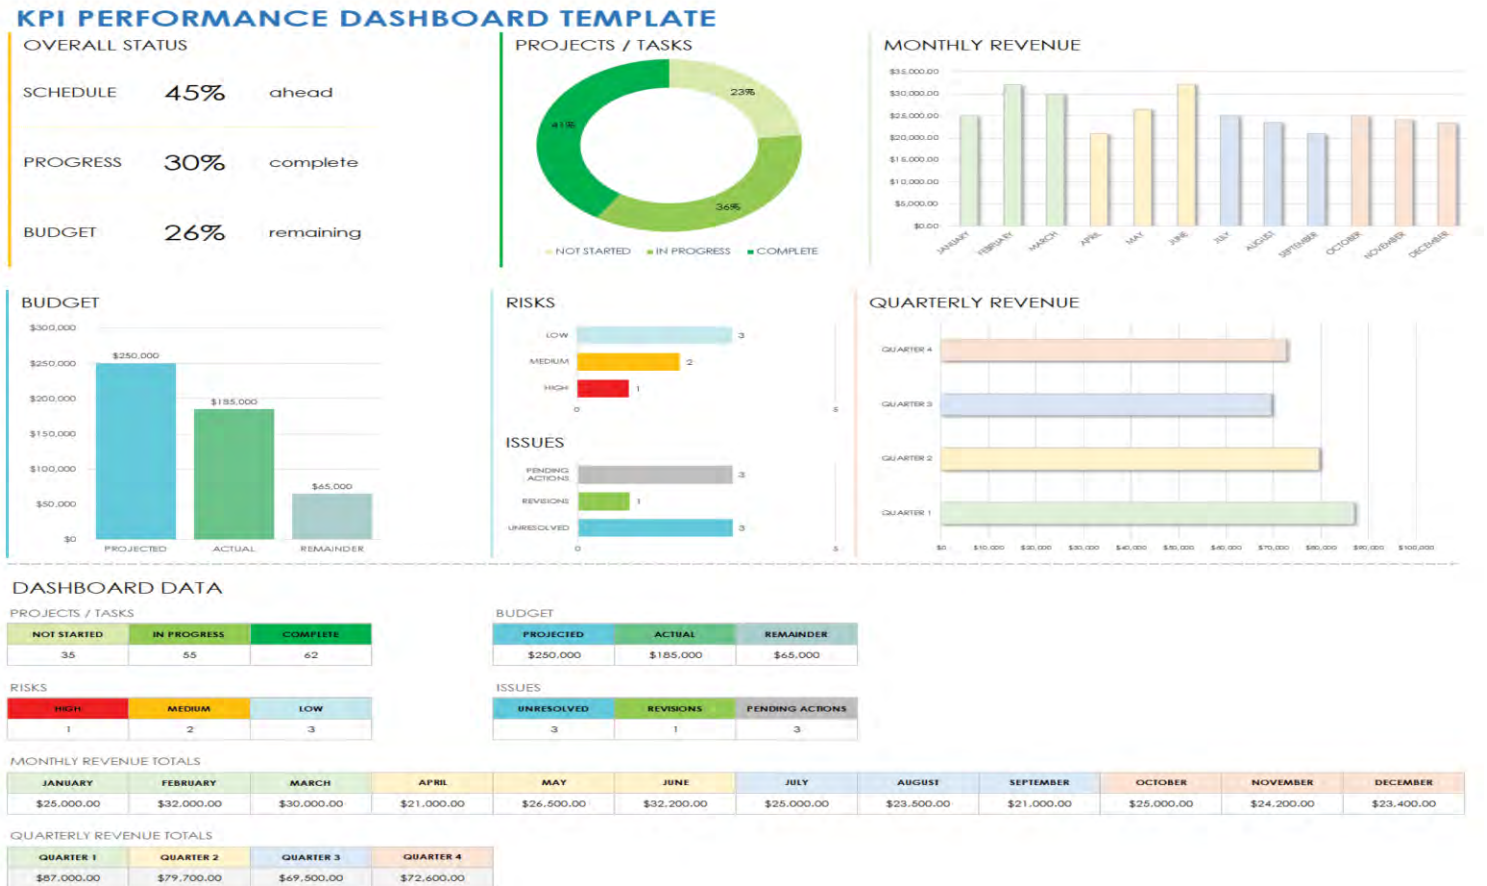 KPI PERFORMANCE DASHBOARD TEMPLATE
OVERALL STATUS
SCHEDULE 45% ahead
PROGRESS 30% complete
BUDGET 26% remaining
PROJECTS / TASKS
23%
41%
36%
NOT STARTED IN PROGRESS COMPLETE
MONTHLY REVENUE
$35,000.00
$30,000.00
$25,000.00
$20,000.00
$15,000.00
$10,000.00
$5,000.00
$0.00
JANUARY FEBRUARY MARCH APRIL MAY JUNE JULY AUGUST SEPTEMBER OCTOBER NOVEMBER DECEMBER
BUDGET
$300,000
$250,000
$200,000
$150,000
$100,000
$50,000
$0
$250,000
$185,000
$65,000
PROJECTED ACTUAL REMAINDER
RISKS
LOW 3
MEDIUM 2
HIGH 1
0 5
ISSUES
PENDING
ACTIONS 3
REVISIONS 1
UNRESOLVED 3
0 5
QUARTERLY REVENUE
QUARTER 4
QUARTER 3
QUARTER 2
QUARTER 1
$0 $10,000 $20,000 $30,000 $40,000 $50,000 $60,000 $70,000 $80,000 $90,000 $100,000
DASHBOARD DATA
PROJECTS / TASKS
NOT STARTED IN PROGRESS COMPLETE
35 55 62
BUDGET
PROJECTED ACTUAL REMAINDER
$250,000 $185,000 $65,000
RISKS
HIGH MEDIUM LOW
1 2 3
ISSUES
UNRESOLVED REVISIONS PENDING ACTIONS
3 1 3
MONTHLY REVENUE TOTALS
JANUARY FEBRUARY MARCH APRIL MAY JUNE JULY AUGUST SEPTEMBER OCTOBER NOVEMBER DECEMBER
$25,000.00 $32,000.00 $30,000.00 $21,000.00 $26,500.00 $32,200.00 $25,000.00 $23,500.00 $21,000.00 $25,000.00 $24,200.00 $23,400.00
QUARTERLY REVENUE TOTALS
QUARTER 1 QUARTER 2 QUARTER 3 QUARTER 4
$87,000.00 $79,700.00 $69,500.00 $72,600.00